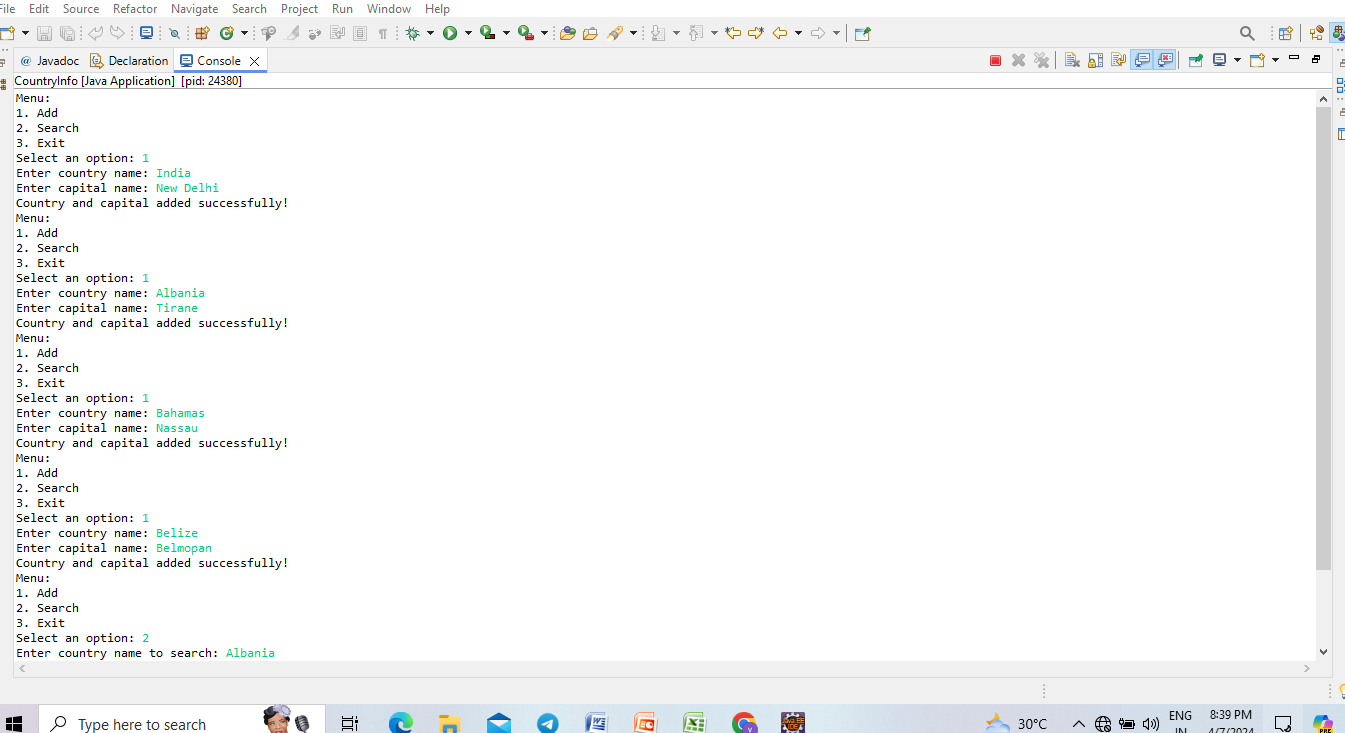 File Edit Source Refactor Navigate Search Project Run Window Help
@ Javadoc Declaration Console
CountryInfo [Java Application] [pid: 24380]
Menu:
1. Add
2. Search
3. Exit
Select an option: 1
Enter country name: India
Enter capital name: New Delhi
Country and capital added successfully!
Menu:
1. Add
2. Search
3. Exit
Select an option: 1
Enter country name: Albania
Enter capital name: Tirane
Country and capital added successfully!
Menu:
1. Add
2. Search
3. Exit
Select an option: 1
Enter country name: Bahamas
Enter capital name: Nassau
Country and capital added successfully!
Menu:
1. Add
2. Search
3. Exit
Select an option: 1
Enter country name: Belize
Enter capital name: Belmopan
Country and capital added successfully!
Menu:
1. Add
2. Search
3. Exit
Select an option: 2
Enter country name to search: Albania
Type here to search
30°C
ENG
IN
8:39 PM
4/7/2024
PRE